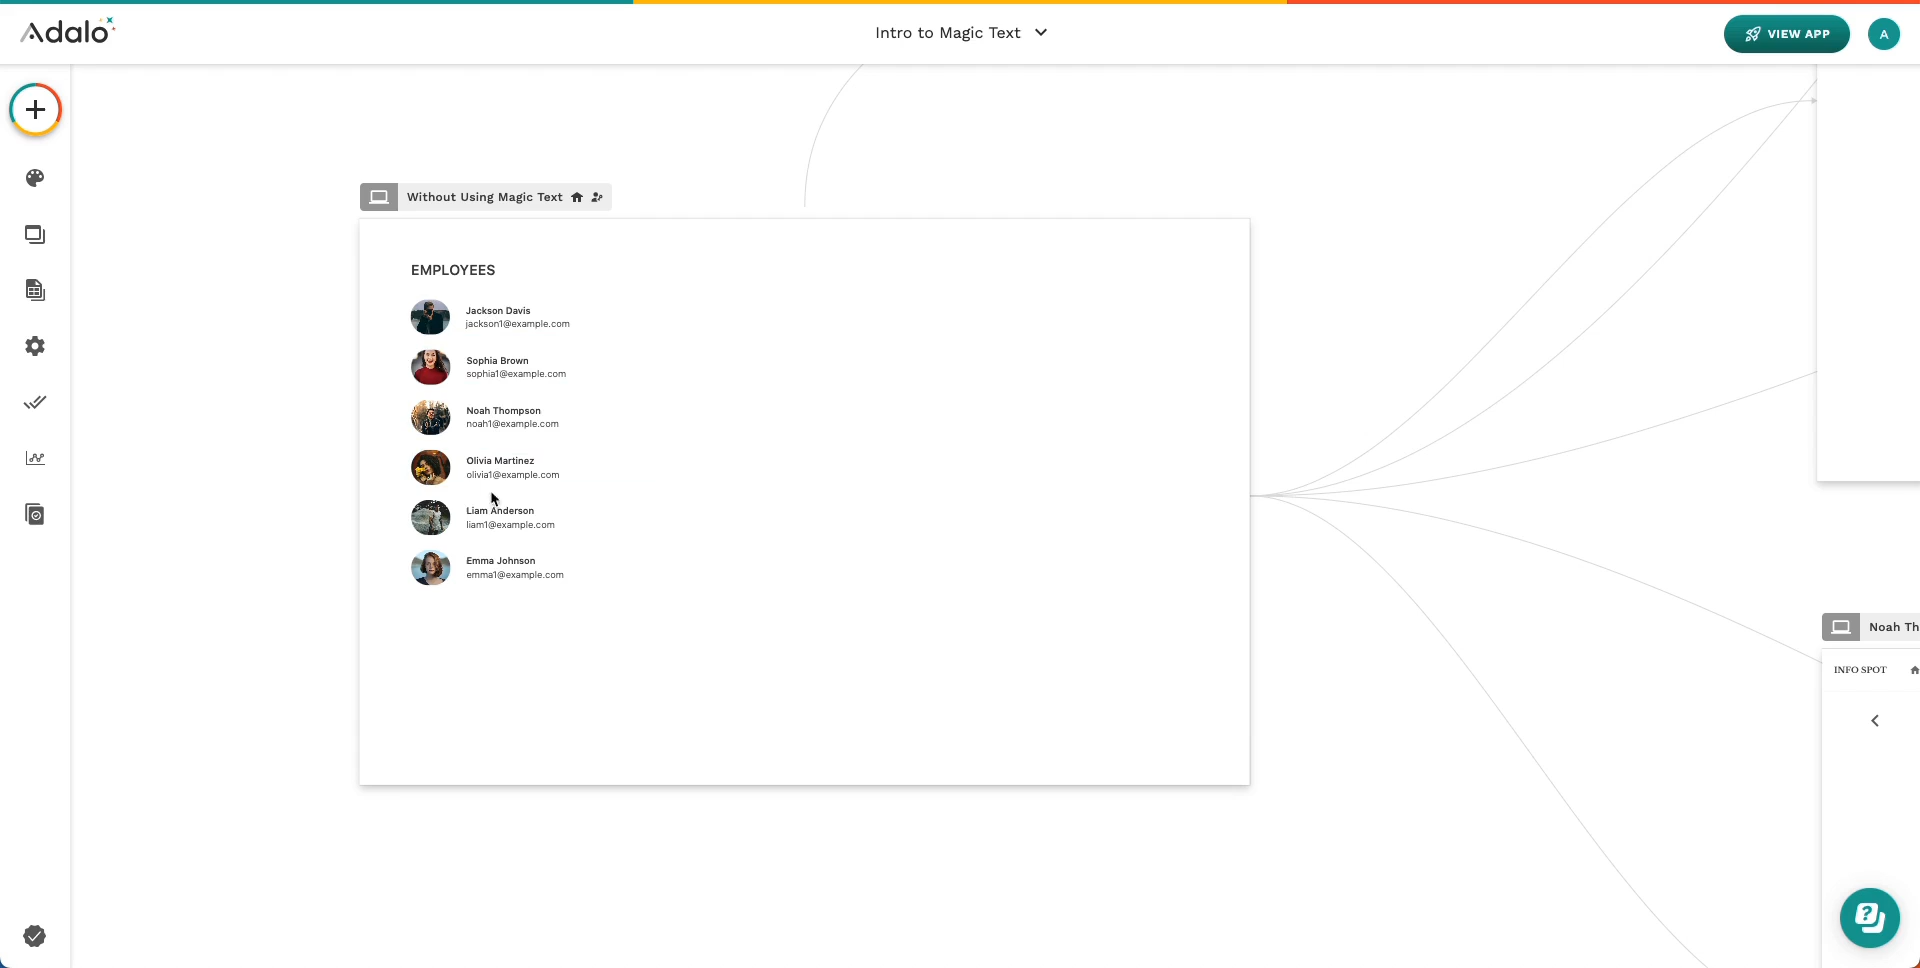 Adalo
Intro to Magic Text
VIEW APP
A
Without Using Magic Text
EMPLOYEES
Jackson Davis
jackson1@example.com
Sophia Brown
sophia1@example.com
Noah Thompson
noah1@example.com
Olivia Martinez
olivia1@example.com
Liam Anderson
liam1@example.com
Emma Johnson
emma1@example.com
Noah Th
INFO SPOT